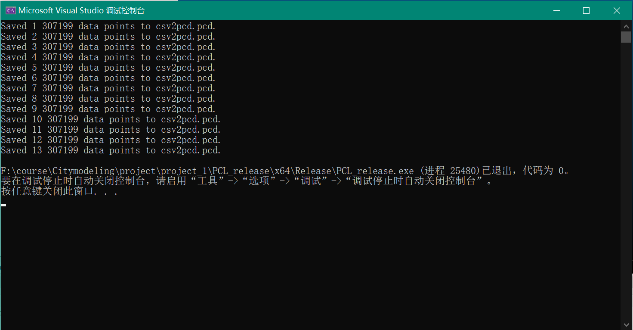 Microsoft Visual Studio 调试控制台
Saved 1 307199 data points to csv2pcd.pcd.
Saved 2 307199 data points to csv2pcd.pcd.
Saved 3 307199 data points to csv2pcd.pcd.
Saved 4 307199 data points to csv2pcd.pcd.
Saved 5 307199 data points to csv2pcd.pcd.
Saved 6 307199 data points to csv2pcd.pcd.
Saved 7 307199 data points to csv2pcd.pcd.
Saved 8 307199 data points to csv2pcd.pcd.
Saved 9 307199 data points to csv2pcd.pcd.
Saved 10 307199 data points to csv2pcd.pcd.
Saved 11 307199 data points to csv2pcd.pcd.
Saved 12 307199 data points to csv2pcd.pcd.
Saved 13 307199 data points to csv2pcd.pcd.
F:\course\Citymodeling\project\project_1\PCL_release\x64\Release\PCL_release.exe (进程 25480)已退出，代码为 0。
要在调试停止时自动关闭控制台，请启用“工具”->“选项”->“调试”->“调试停止时自动关闭控制台”。
按任意键关闭此窗口. . .